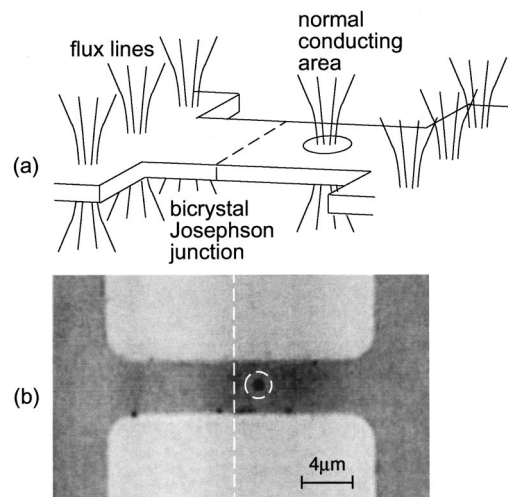 flux lines
normal
conducting
area
(a)
bicrystal
Josephson
junction
(b)
4μm